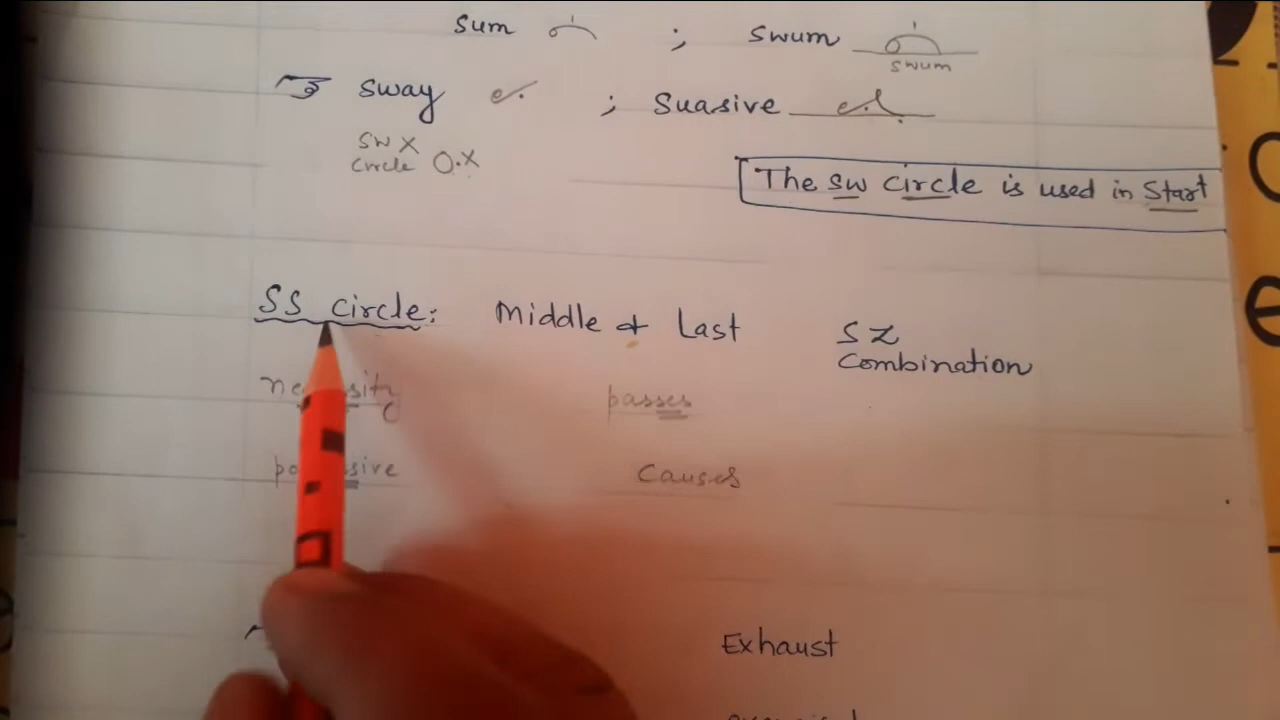 Sum ; Swum
swum
Sway ; Suasive
SW X
Circle O.X
The SW Circle is used in Start
SS Circle: Middle & Last SZ
Combination
passes
Causes
Exhaust